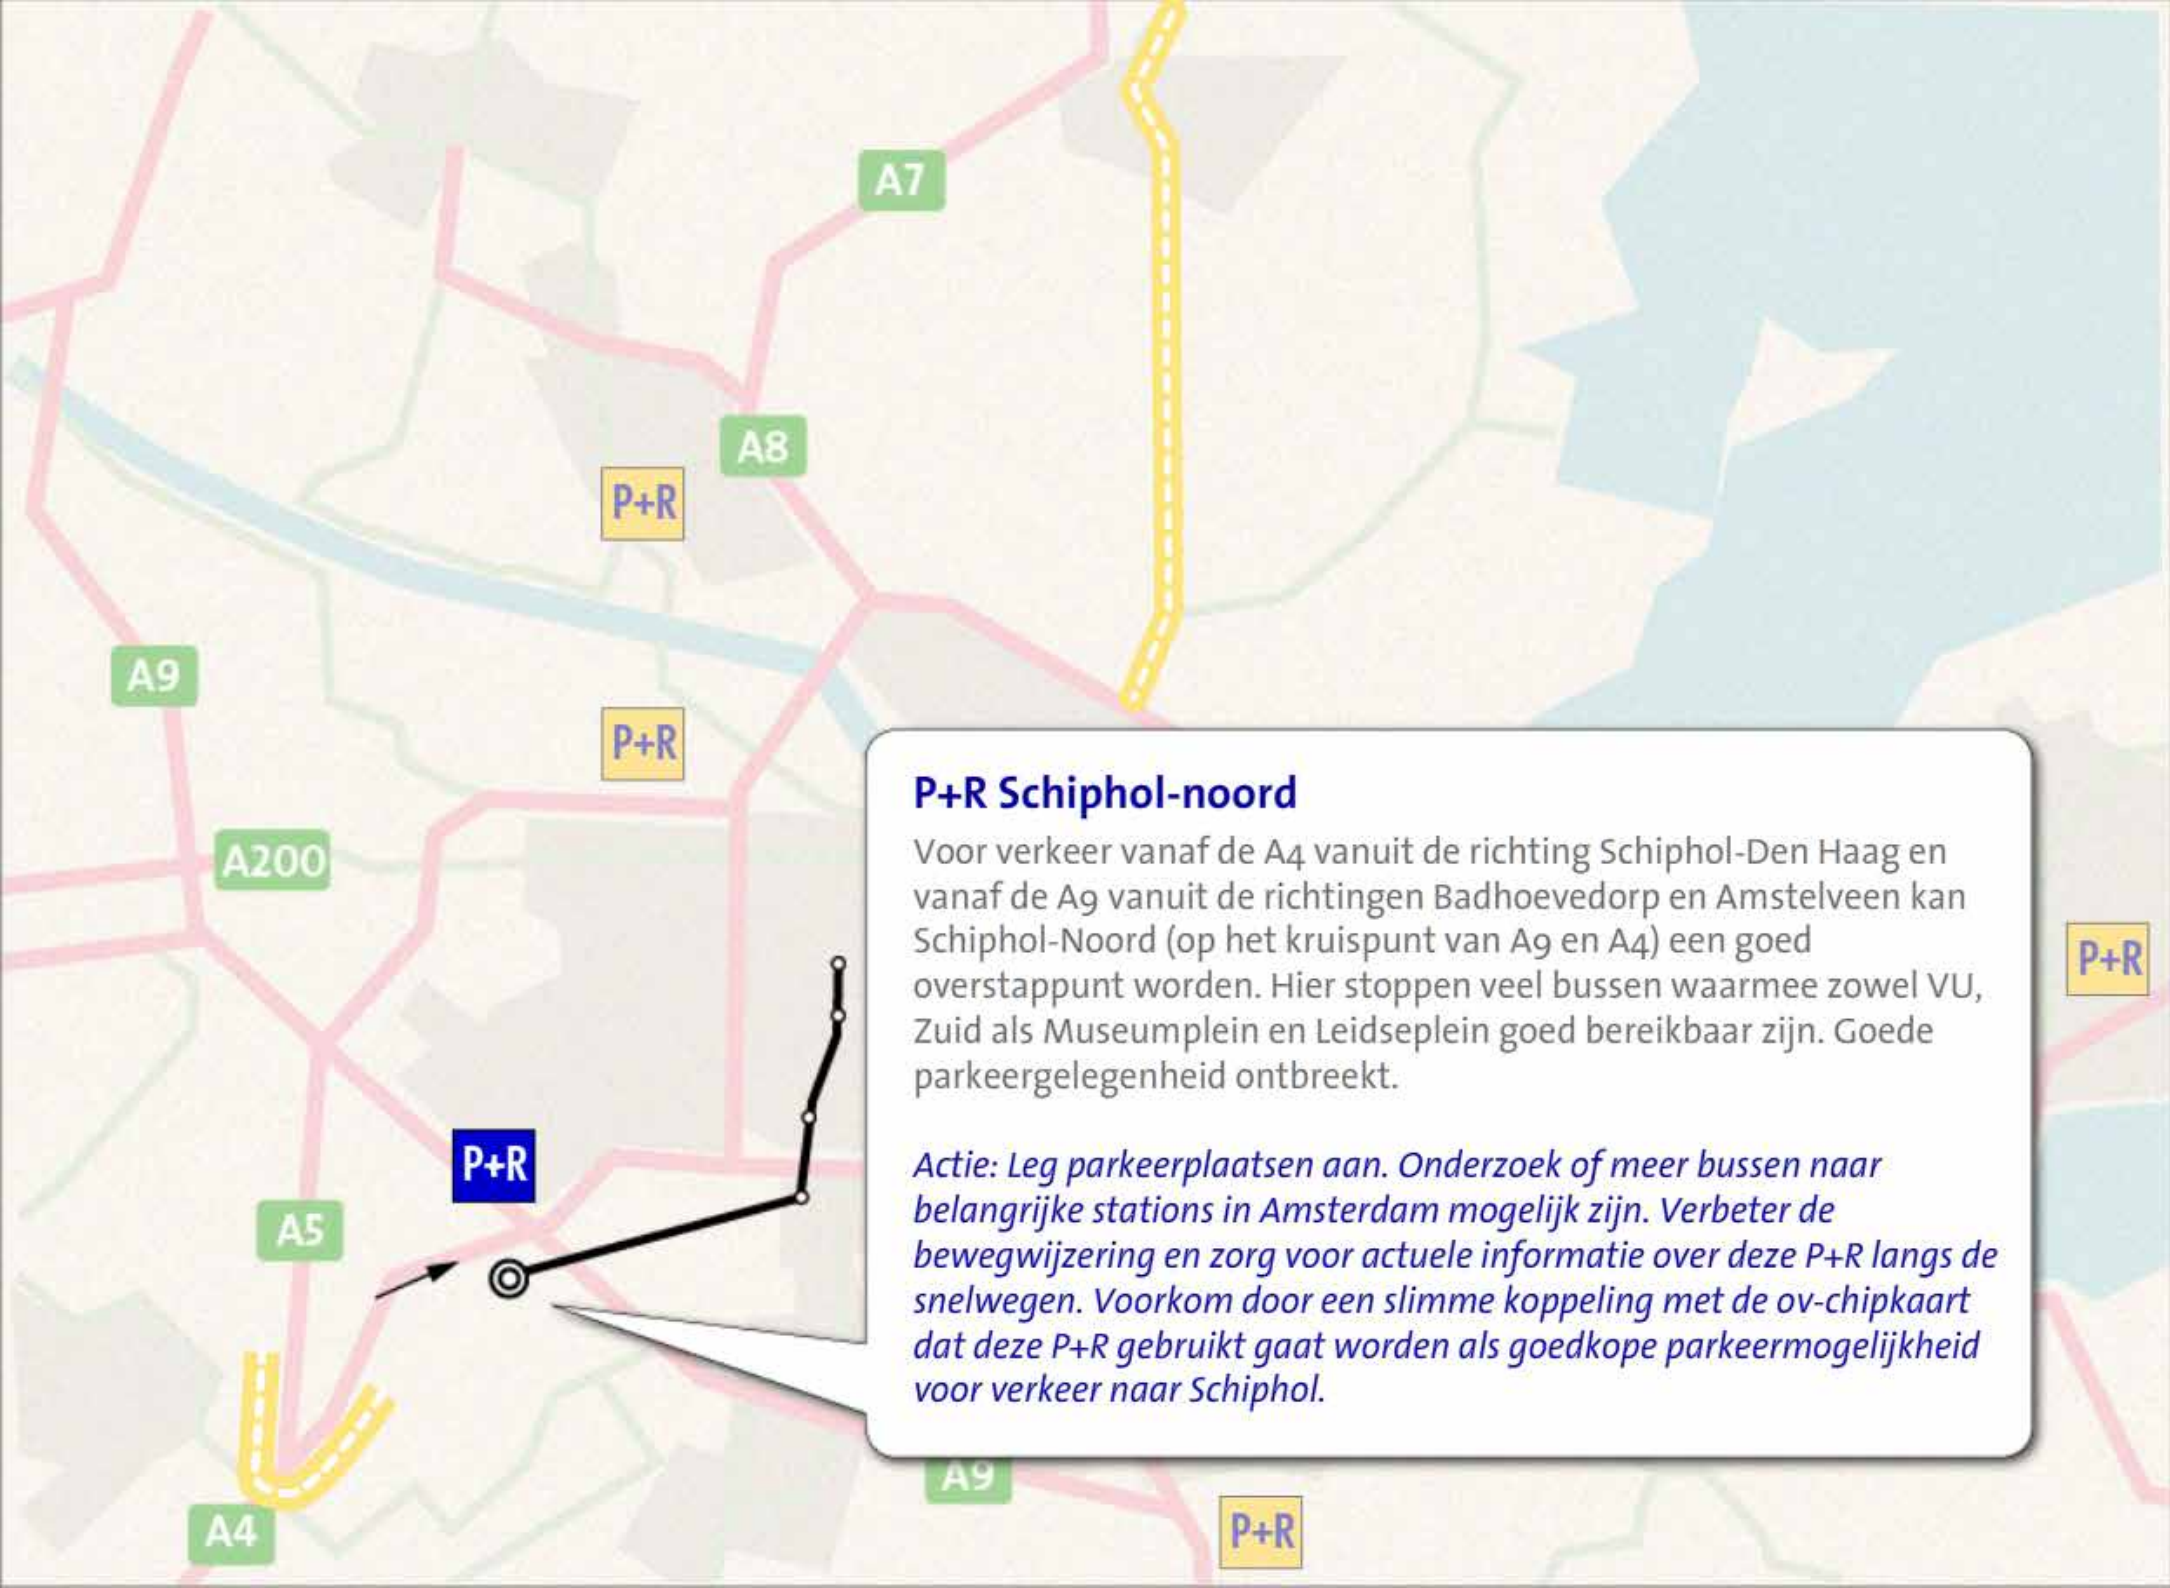 A7
A8
P+R
A9
P+R
A200
P+R Schiphol-noord
Voor verkeer vanaf de A4 vanuit de richting Schiphol-Den Haag en
vanaf de A9 vanuit de richtingen Badhoevedorp en Amstelveen kan
Schiphol-Noord (op het kruispunt van A9 en A4) een goed
overstappunt worden. Hier stoppen veel bussen waarmee zowel VU,
Zuid als Museumplein en Leidseplein goed bereikbaar zijn. Goede
parkeergelegenheid ontbreekt.
Actie: Leg parkeerplaatsen aan. Onderzoek of meer bussen naar
belangrijke stations in Amsterdam mogelijk zijn. Verbeter de
bewegwijzering en zorg voor actuele informatie over deze P+R langs de
snelwegen. Voorkom door een slimme koppeling met de ov-chipkaart
dat deze P+R gebruikt gaat worden als goedkope parkeermogelijkheid
voor verkeer naar Schiphol.
P+R
P+R
A5
A9
A4
P+R